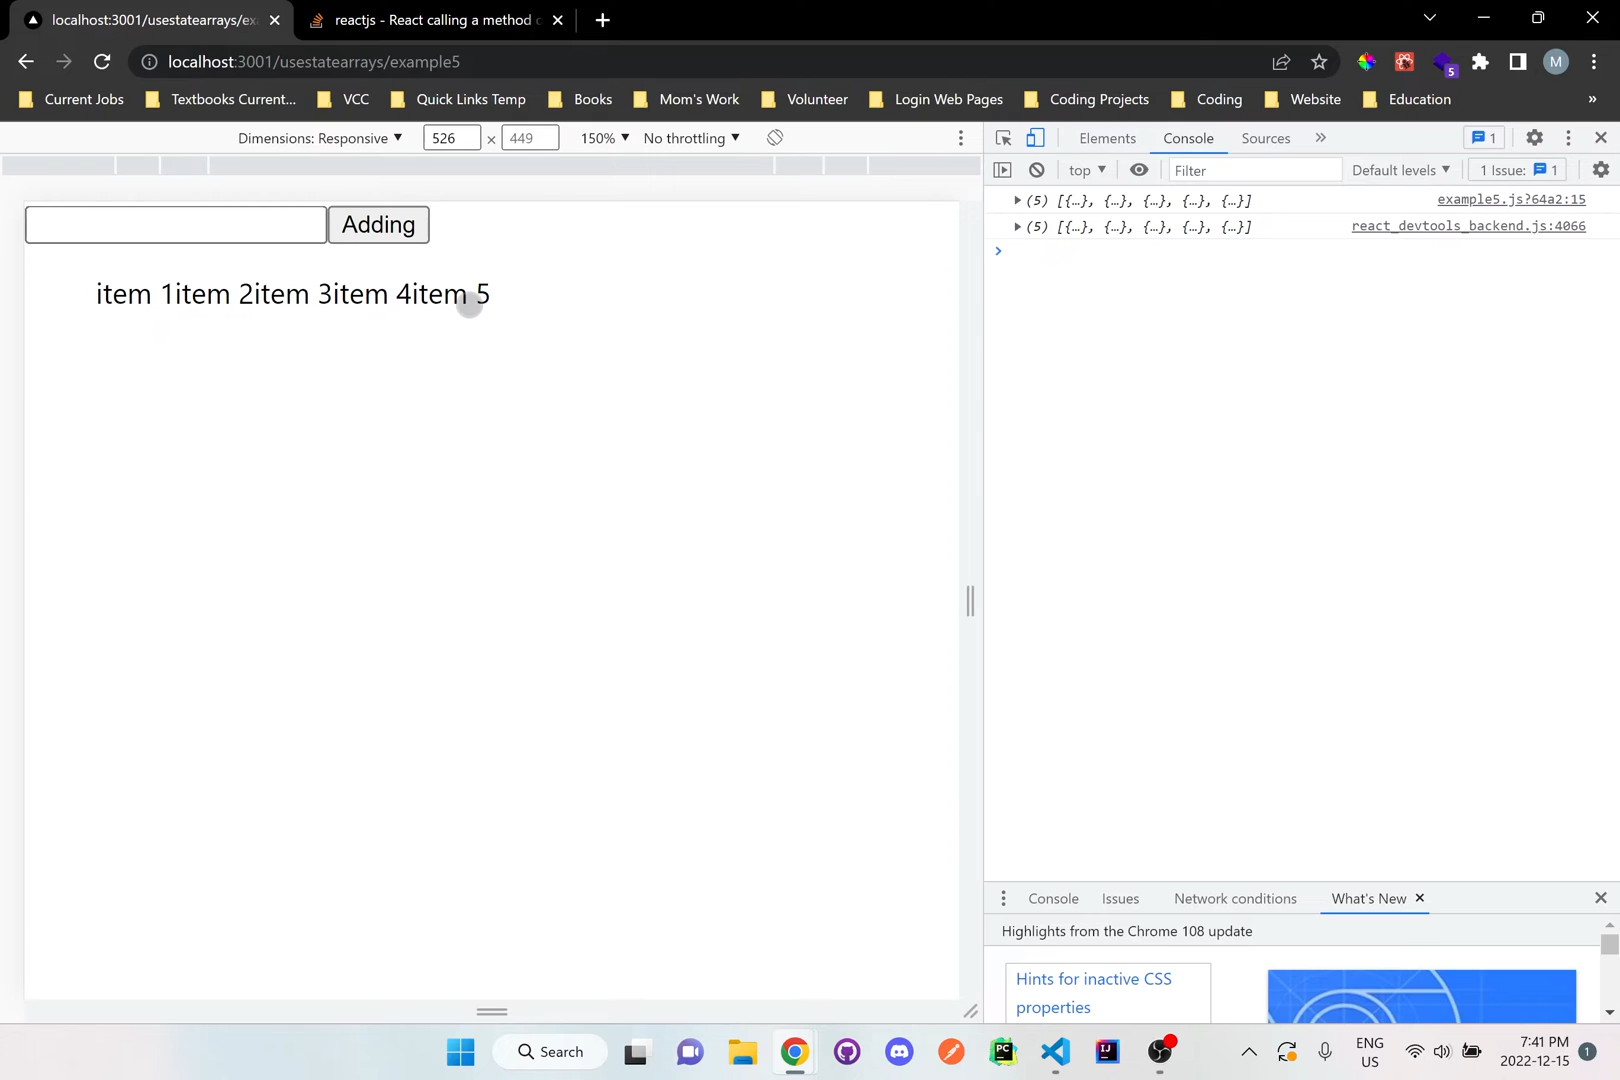 localhost:3001/usestatearrays/ex
reactjs - React calling a method
localhost:3001/usestatearrays/example5
5
M
Current Jobs
Textbooks Current...
VCC
Quick Links Temp
Books
Mom's Work
Volunteer
Login Web Pages
Coding Projects
Coding
Website
Education
»
Dimensions: Responsive
526 × 449
150%
No throttling
Elements
Console
Sources
»
1
top
Filter
Default levels
1 Issue: 1
Adding
(5) [{…}, {…}, {…}, {…}, {…}]
example5.js?64a2:15
(5) [{…}, {…}, {…}, {…}, {…}]
react_devtools_backend.js:4066
item 1item 2item 3item 4item 5
Console
Issues
Network conditions
What's New
Highlights from the Chrome 108 update
Hints for inactive CSS
properties
Search
PC
IJ
ENG
US
7:41 PM
2022-12-15
1